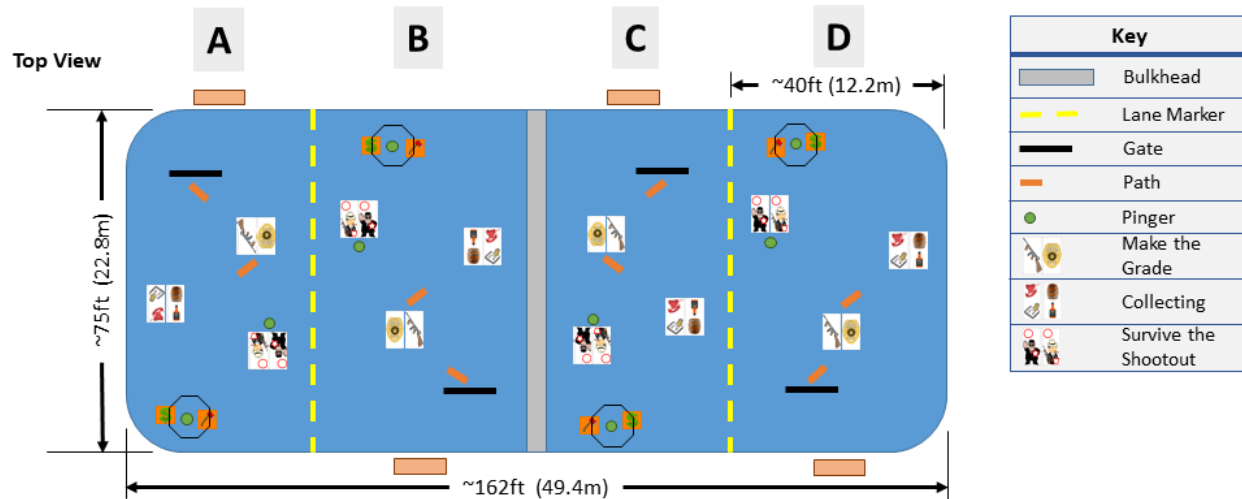 A
B
C
D
Top View
~40ft (12.2m)
~75ft (22.8m)
~162ft (49.4m)
Key
Bulkhead
Lane Marker
Gate
Path
Pinger
Make the
Grade
Collecting
Survive the
Shootout